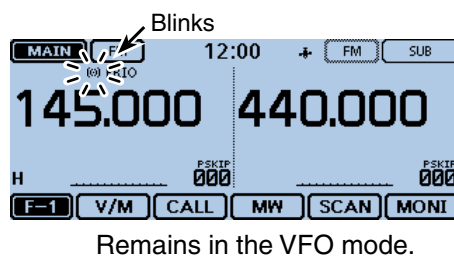 Blinks
MAIN 12:00 FM SUB
PRIO
145.000 440.000
PSKIP PSKIP
H 000 000
F-1 V/M CALL MW SCAN MONI
Remains in the VFO mode.